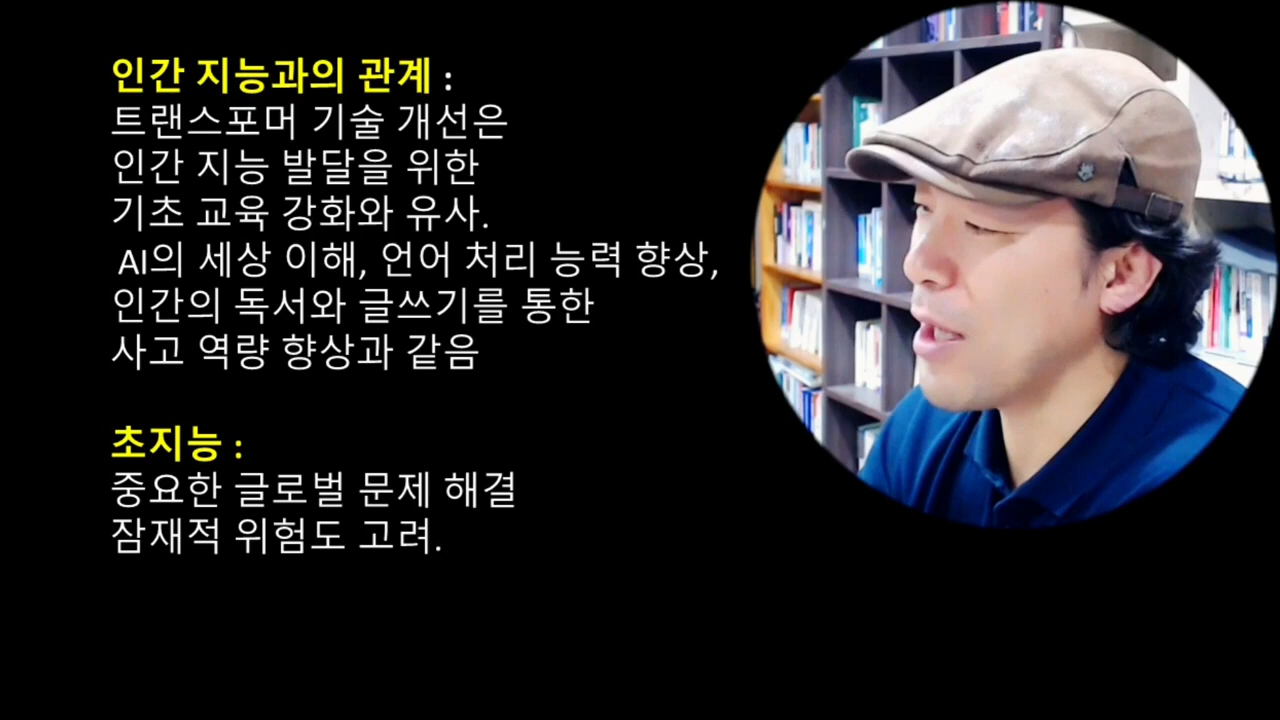 인간 지능과의 관계 :
트랜스포머 기술 개선은
인간 지능 발달을 위한
기초 교육 강화와 유사.
AI의 세상 이해, 언어 처리 능력 향상,
인간의 독서와 글쓰기를 통한
사고 역량 향상과 같음
초지능 :
중요한 글로벌 문제 해결
잠재적 위험도 고려.